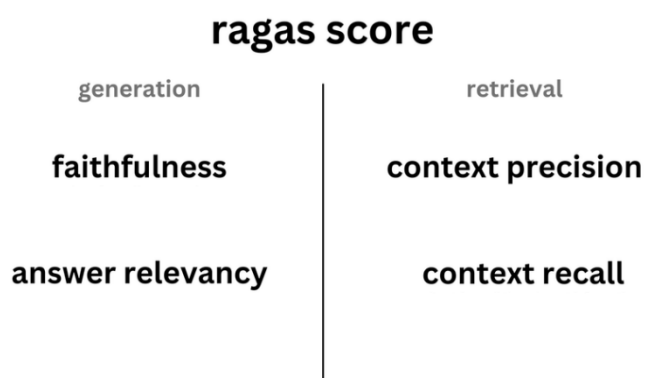 ragas score
generation
retrieval
faithfulness
context precision
answer relevancy
context recall